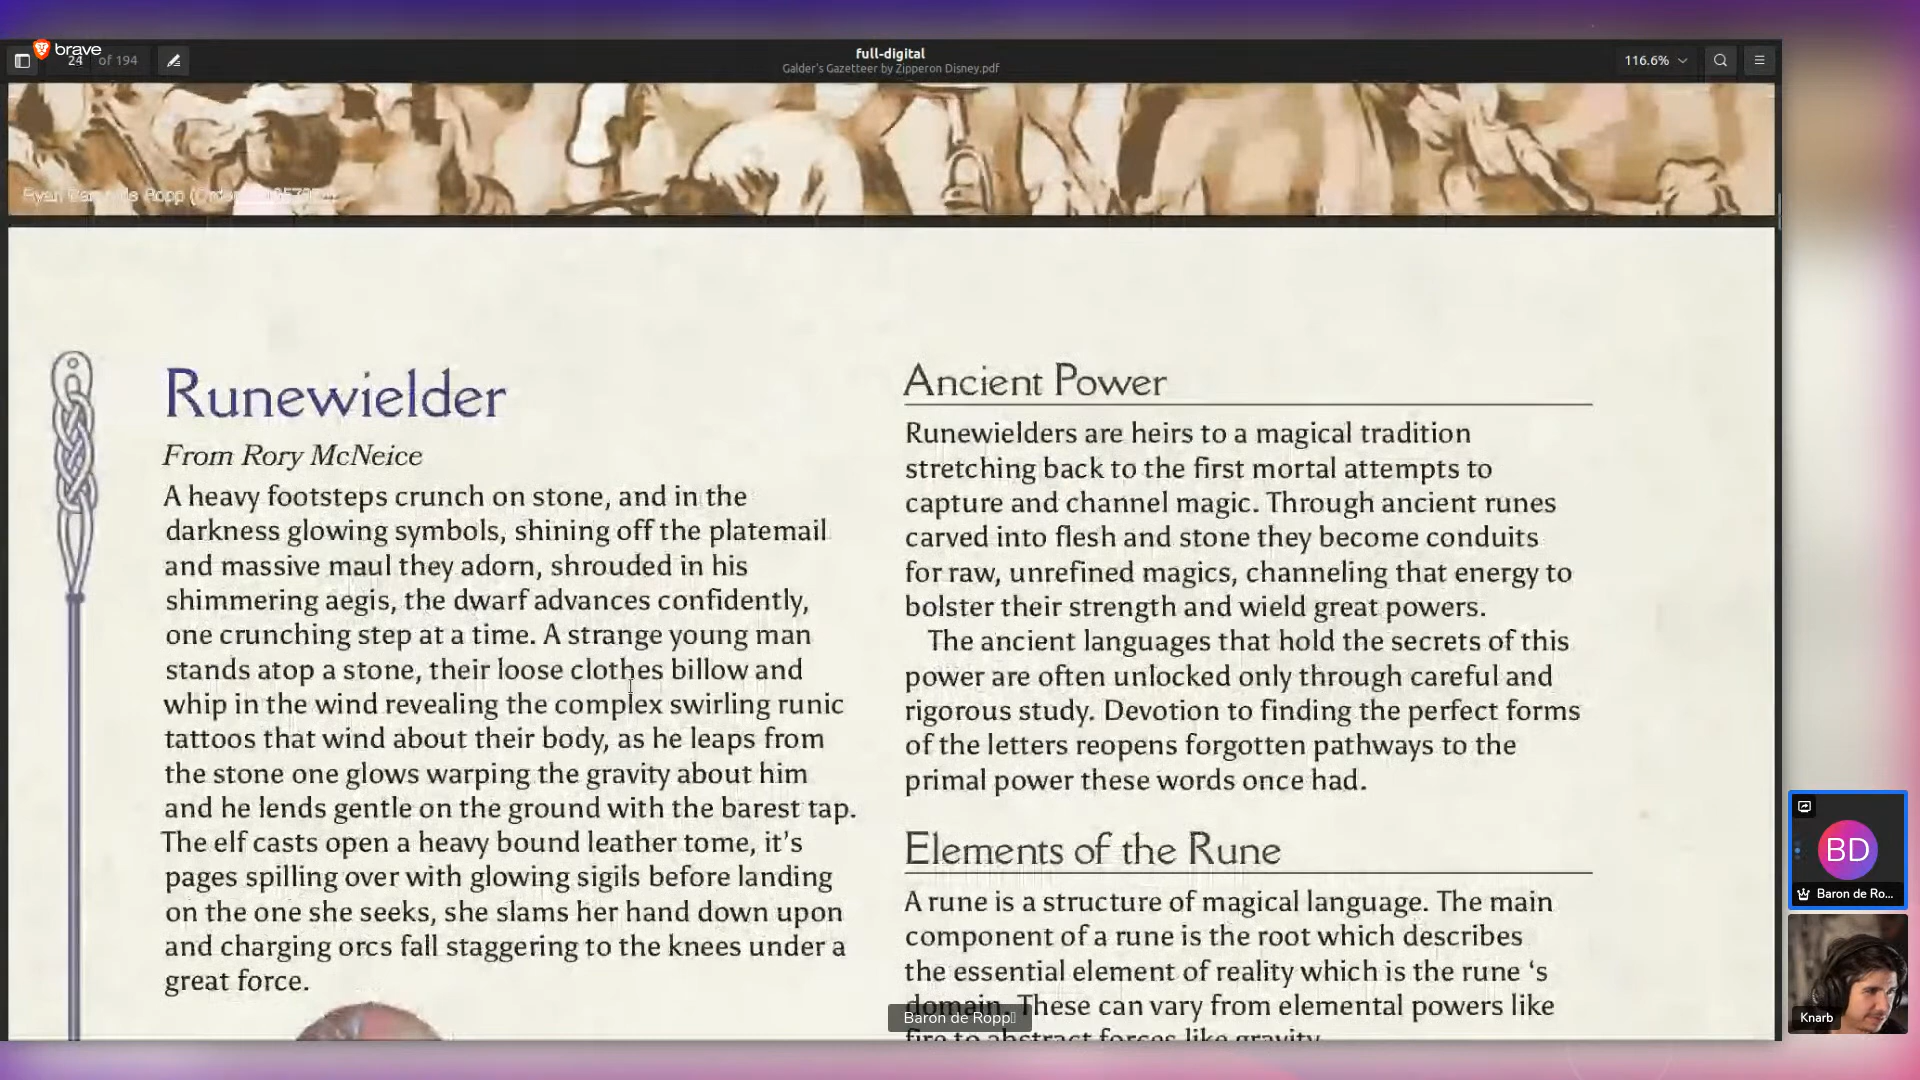 brave
24 of 194
full-digital
Galder's Gazetteer by Zipperon Disney.pdf
116.6%
Runewielder
From Rory McNeice
A heavy footsteps crunch on stone, and in the
darkness glowing symbols, shining off the platemail
and massive maul they adorn, shrouded in his
shimmering aegis, the dwarf advances confidently,
one crunching step at a time. A strange young man
stands atop a stone, their loose clothes billow and
whip in the wind revealing the complex swirling runic
tattoos that wind about their body, as he leaps from
the stone one glows warping the gravity about him
and he lends gentle on the ground with the barest tap.
The elf casts open a heavy bound leather tome, it's
pages spilling over with glowing sigils before landing
on the one she seeks, she slams her hand down upon
and charging orcs fall staggering to the knees under a
great force.
Ancient Power
Runewielders are heirs to a magical tradition
stretching back to the first mortal attempts to
capture and channel magic. Through ancient runes
carved into flesh and stone they become conduits
for raw, unrefined magics, channeling that energy to
bolster their strength and wield great powers.
The ancient languages that hold the secrets of this
power are often unlocked only through careful and
rigorous study. Devotion to finding the perfect forms
of the letters reopens forgotten pathways to the
primal power these words once had.
Elements of the Rune
A rune is a structure of magical language. The main
component of a rune is the root which describes
the essential element of reality which is the rune 's
domain. These can vary from elemental powers like
fire to abstract forces like gravity.
Baron de Ropp
BD
Baron de Ro...
Knarb